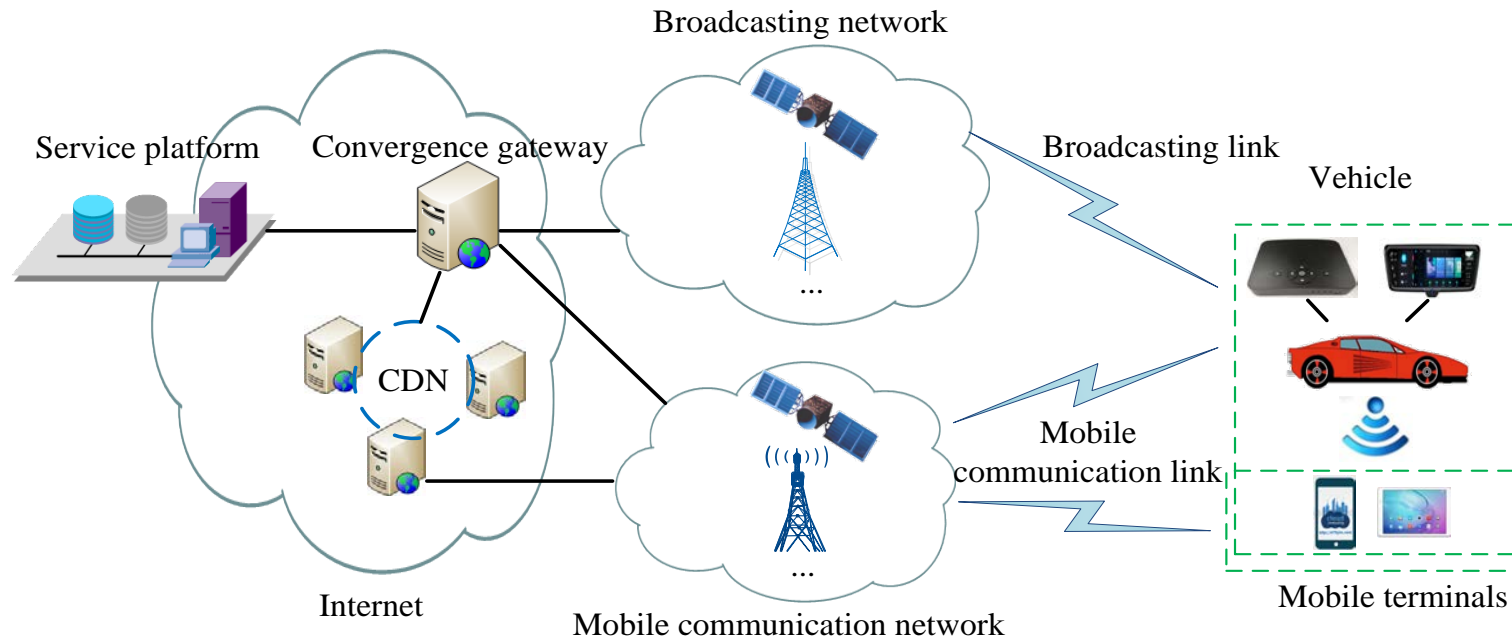 Broadcasting network
Service platform
Convergence gateway
Broadcasting link
Vehicle
...
CDN
Mobile
communication link
...
Internet
Mobile communication network
Mobile terminals